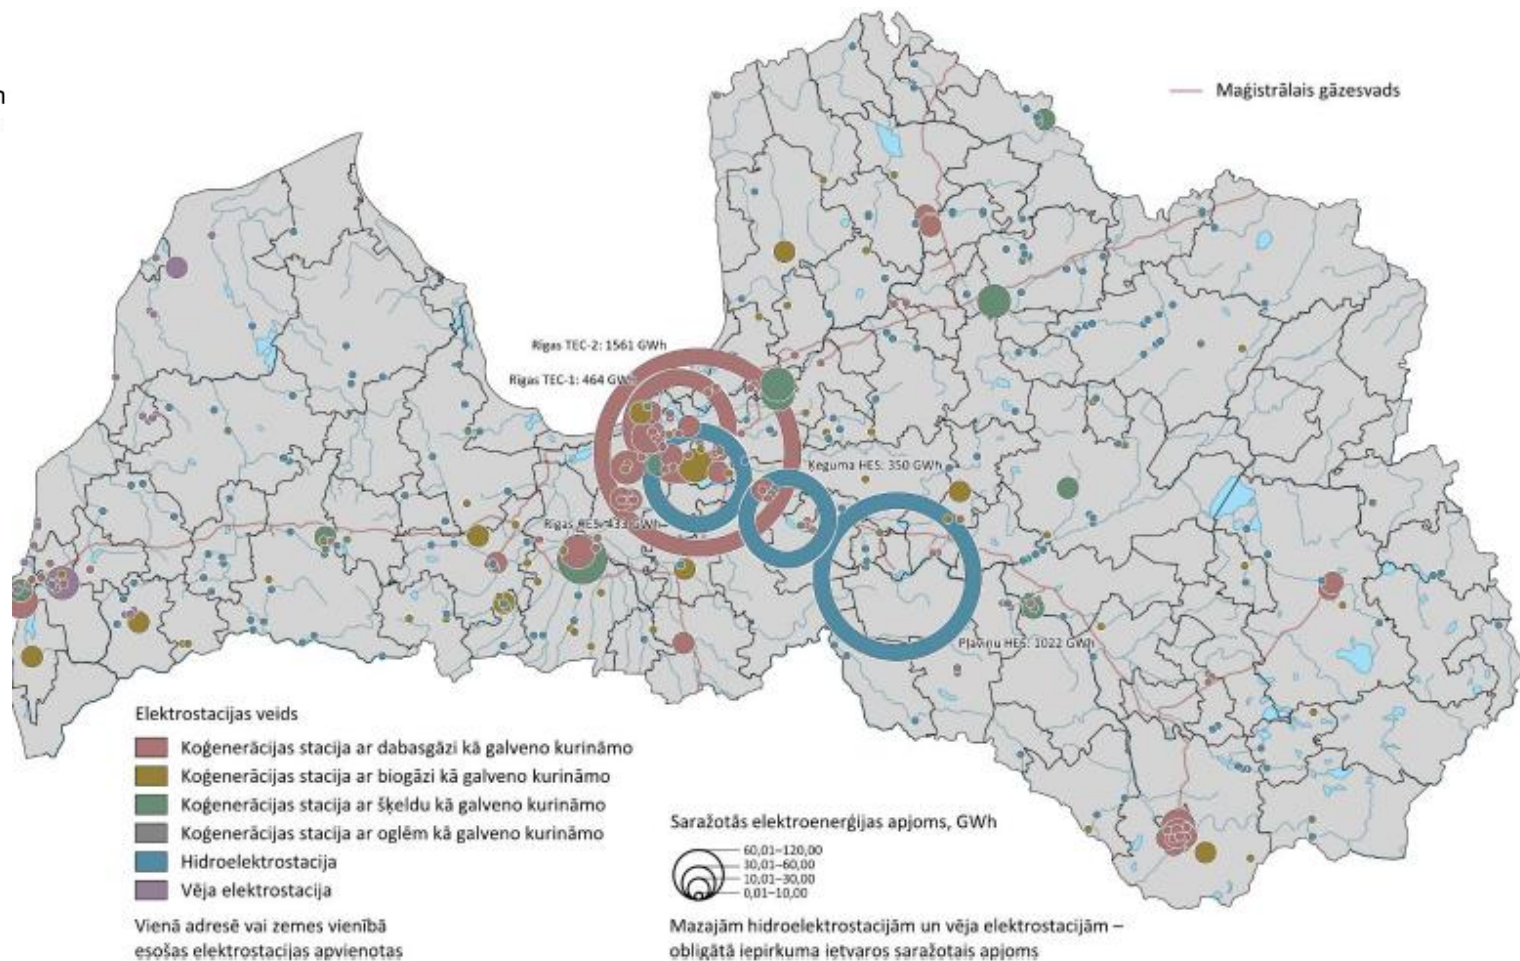 n
Maģistrālais gāzesvads
Rīgas TEC-2: 1561 GWh
Rīgas TEC-1: 464 GWh
Ķeguma HES: 350 GWh
Rīgas HES: 433 GWh
Pļaviņu HES: 1022 GWh
Elektrostacijas veids
Koģenerācijas stacija ar dabasgāzi kā galveno kurināmo
Koģenerācijas stacija ar biogāzi kā galveno kurināmo
Koģenerācijas stacija ar šķeldu kā galveno kurināmo
Koģenerācijas stacija ar oglēm kā galveno kurināmo
Hidroelektrostacija
Vēja elektrostacija
Vienā adresē vai zemes vienībā
esošas elektrostacijas apvienotas
Saražotās elektroenerģijas apjoms, GWh
60,01–120,00
30,01–60,00
10,01–30,00
0,01–10,00
Mazajām hidroelektrostacijām un vēja elektrostacijām –
obligātā iepirkuma ietvaros saražotais apjoms